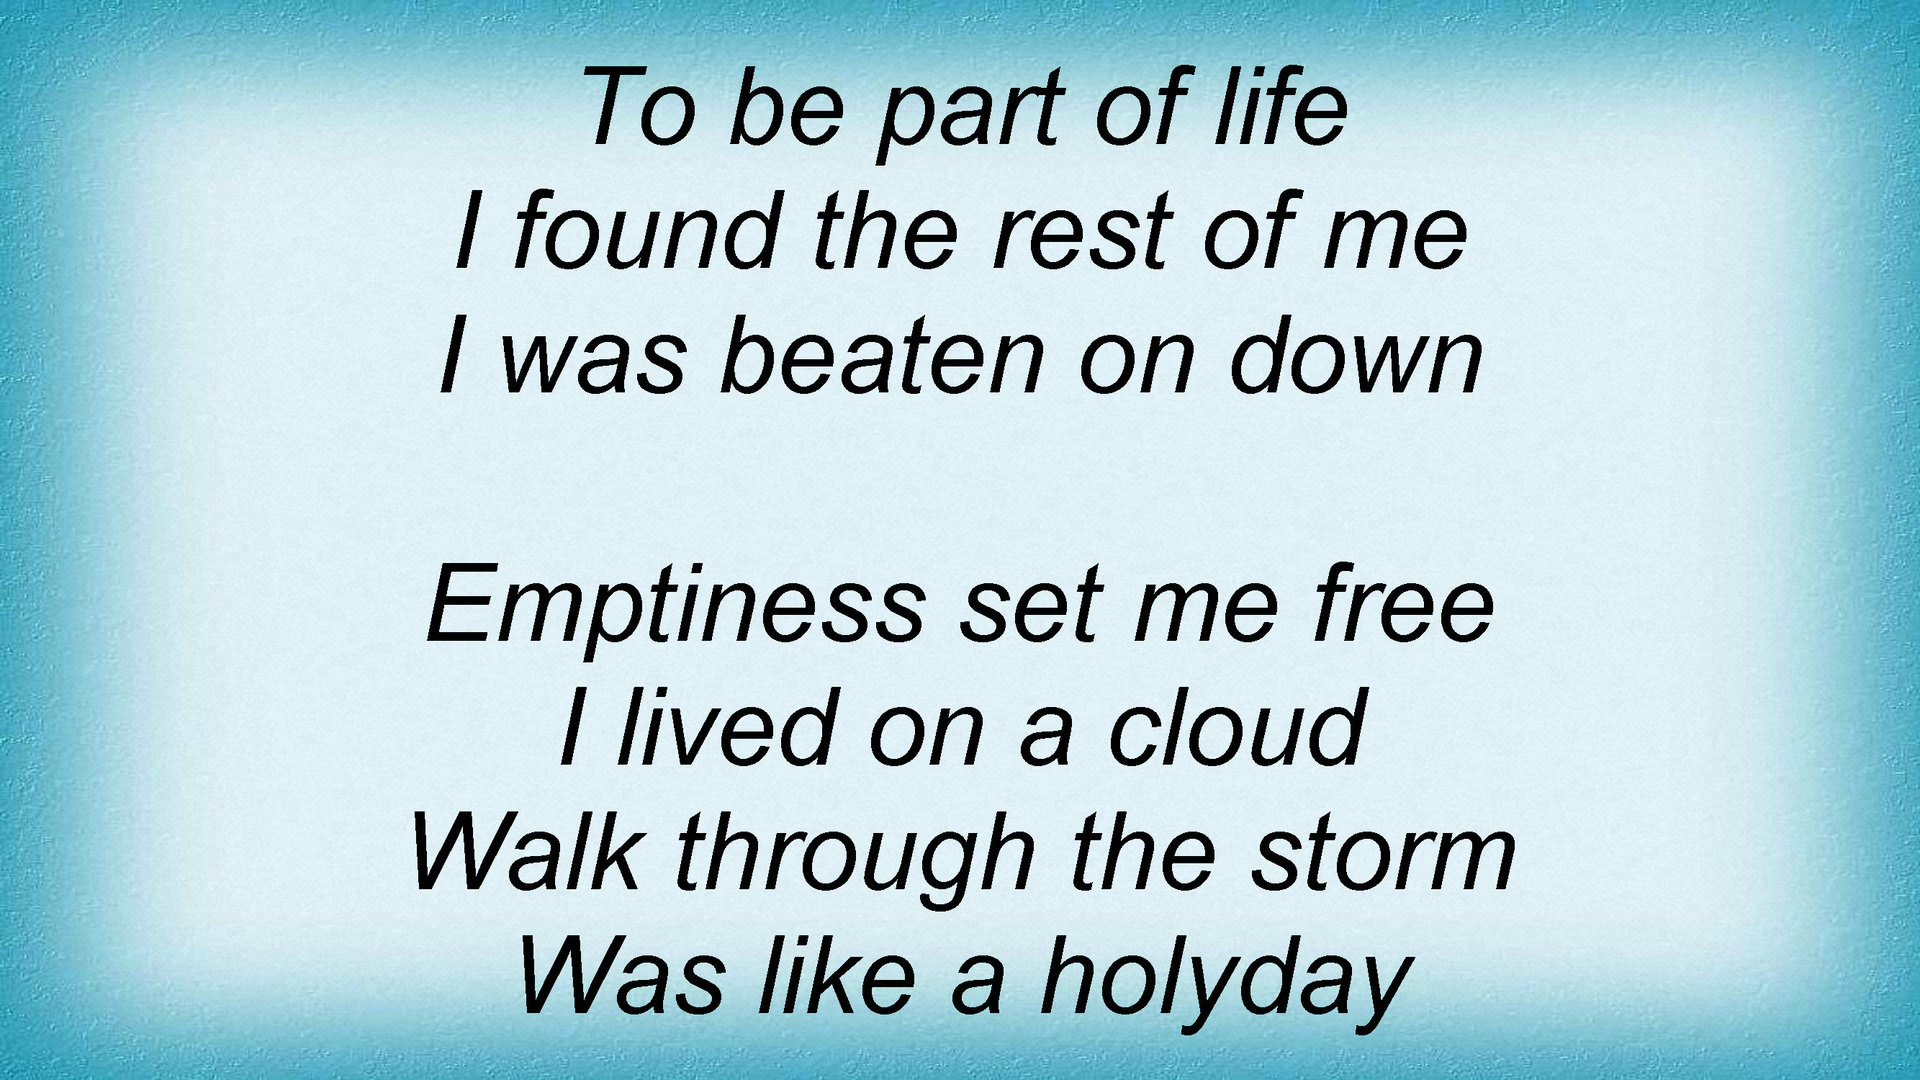 To be part of life
I found the rest of me
I was beaten on down
Emptiness set me free
I lived on a cloud
Walk through the storm
Was like a holyday